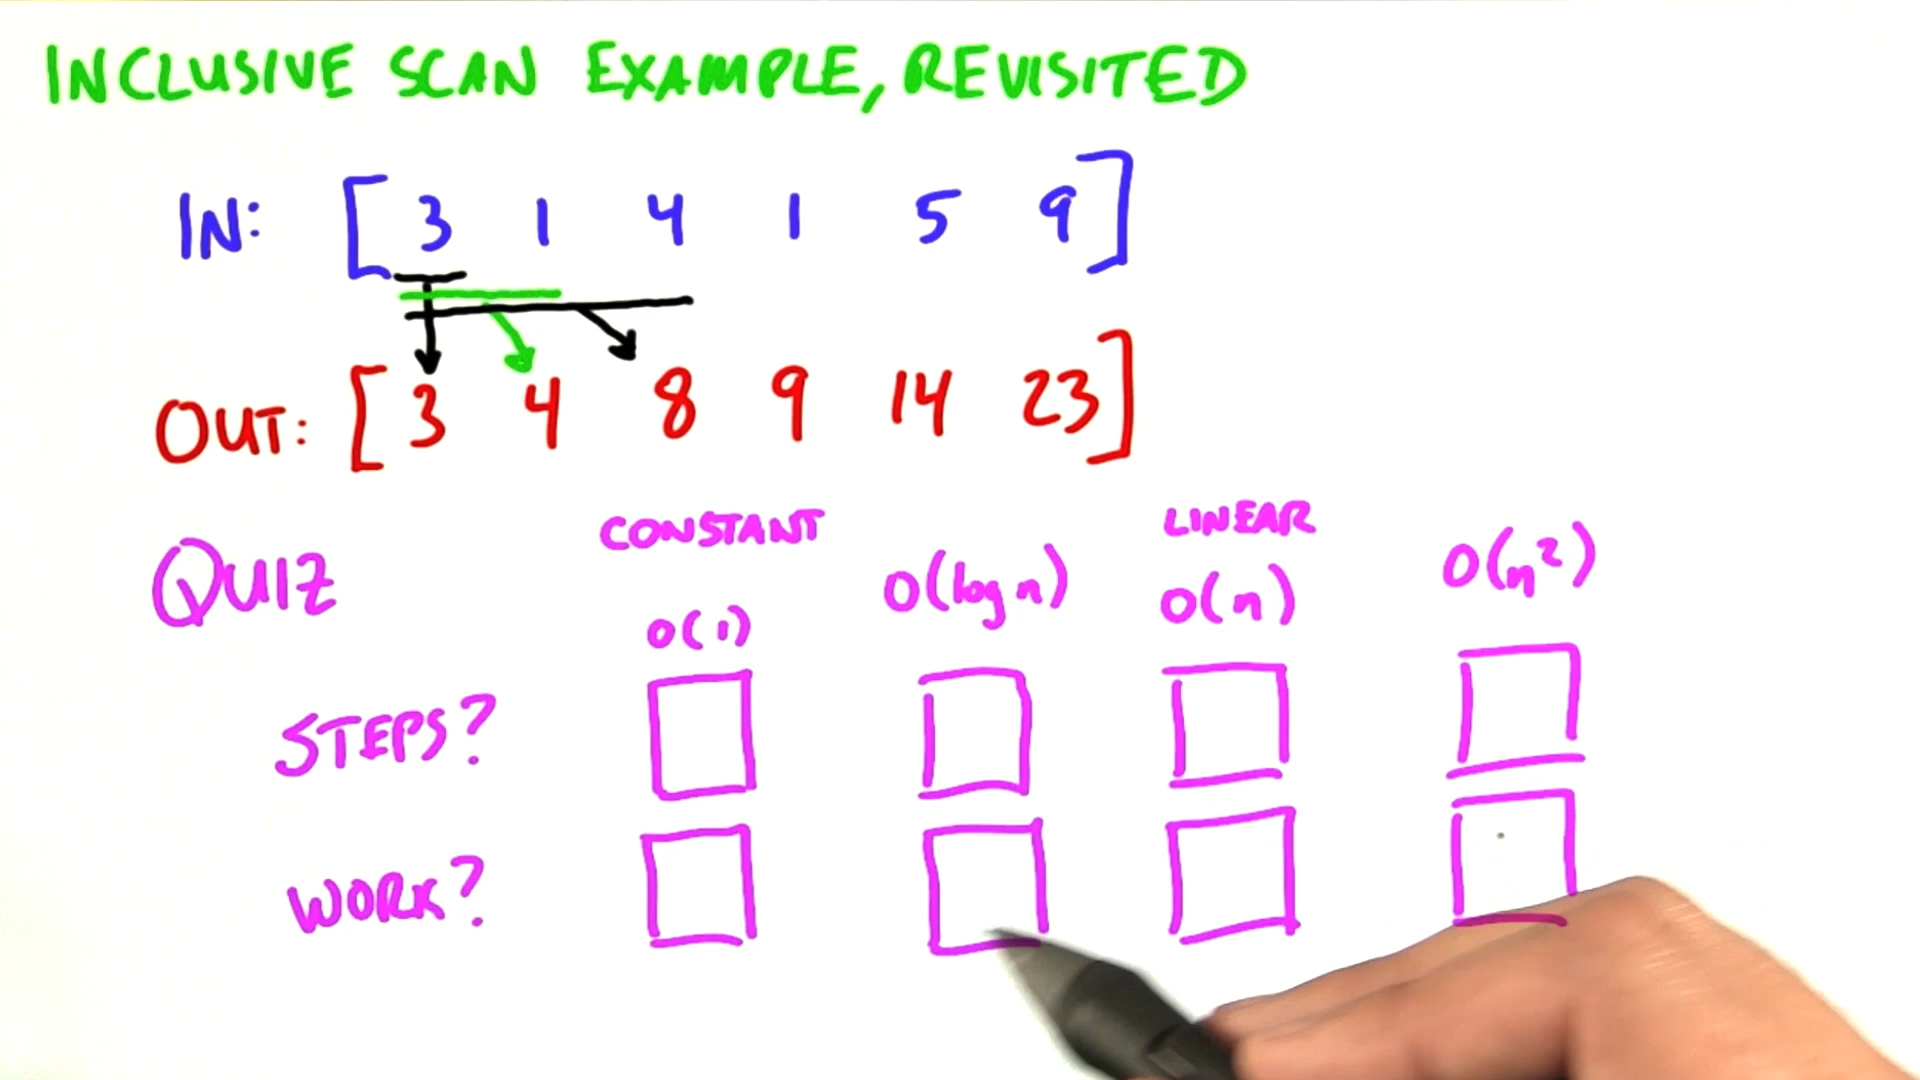 INCLUSIVE SCAN EXAMPLE, REVISITED
IN: [3 1 4 1 5 9]
OUT: [3 4 8 9 14 23]
QUIZ
CONSTANT O(1)
O(log n)
LINEAR O(n)
O(n²)
STEPS?
WORK?